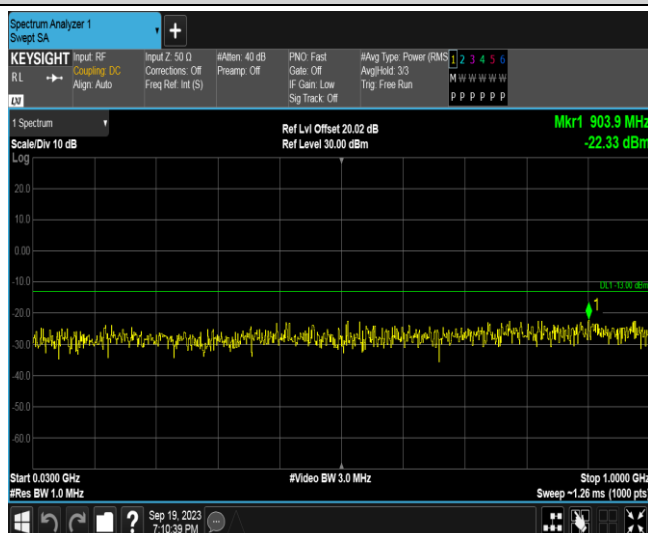 Spectrum Analyzer 1
Swept SA
KEYSIGHT
RL
LXI
Input: RF
Coupling: DC
Align: Auto
Input Z: 50 Ω
Corrections: Off
Freq Ref: Int (S)
#Atten: 40 dB
Preamp: Off
PNO: Fast
Gate: Off
IF Gain: Low
Sig Track: Off
#Avg Type: Power (RMS
Avg|Hold: 3/3
Trig: Free Run
1 2 3 4 5 6
M W W W W W
P P P P P P
1 Spectrum
Scale/Div 10 dB
Ref Lvl Offset 20.02 dB
Ref Level 30.00 dBm
Mkr1 903.9 MHz
-22.33 dBm
Log
20.0
10.0
0.00
-10.0
DL1 -13.00 dBm
1
-20.0
-30.0
-40.0
-50.0
-60.0
Start 0.0300 GHz
#Res BW 1.0 MHz
#Video BW 3.0 MHz
Stop 1.0000 GHz
Sweep ~1.26 ms (1000 pts)
?
Sep 19, 2023
7:10:39 PM